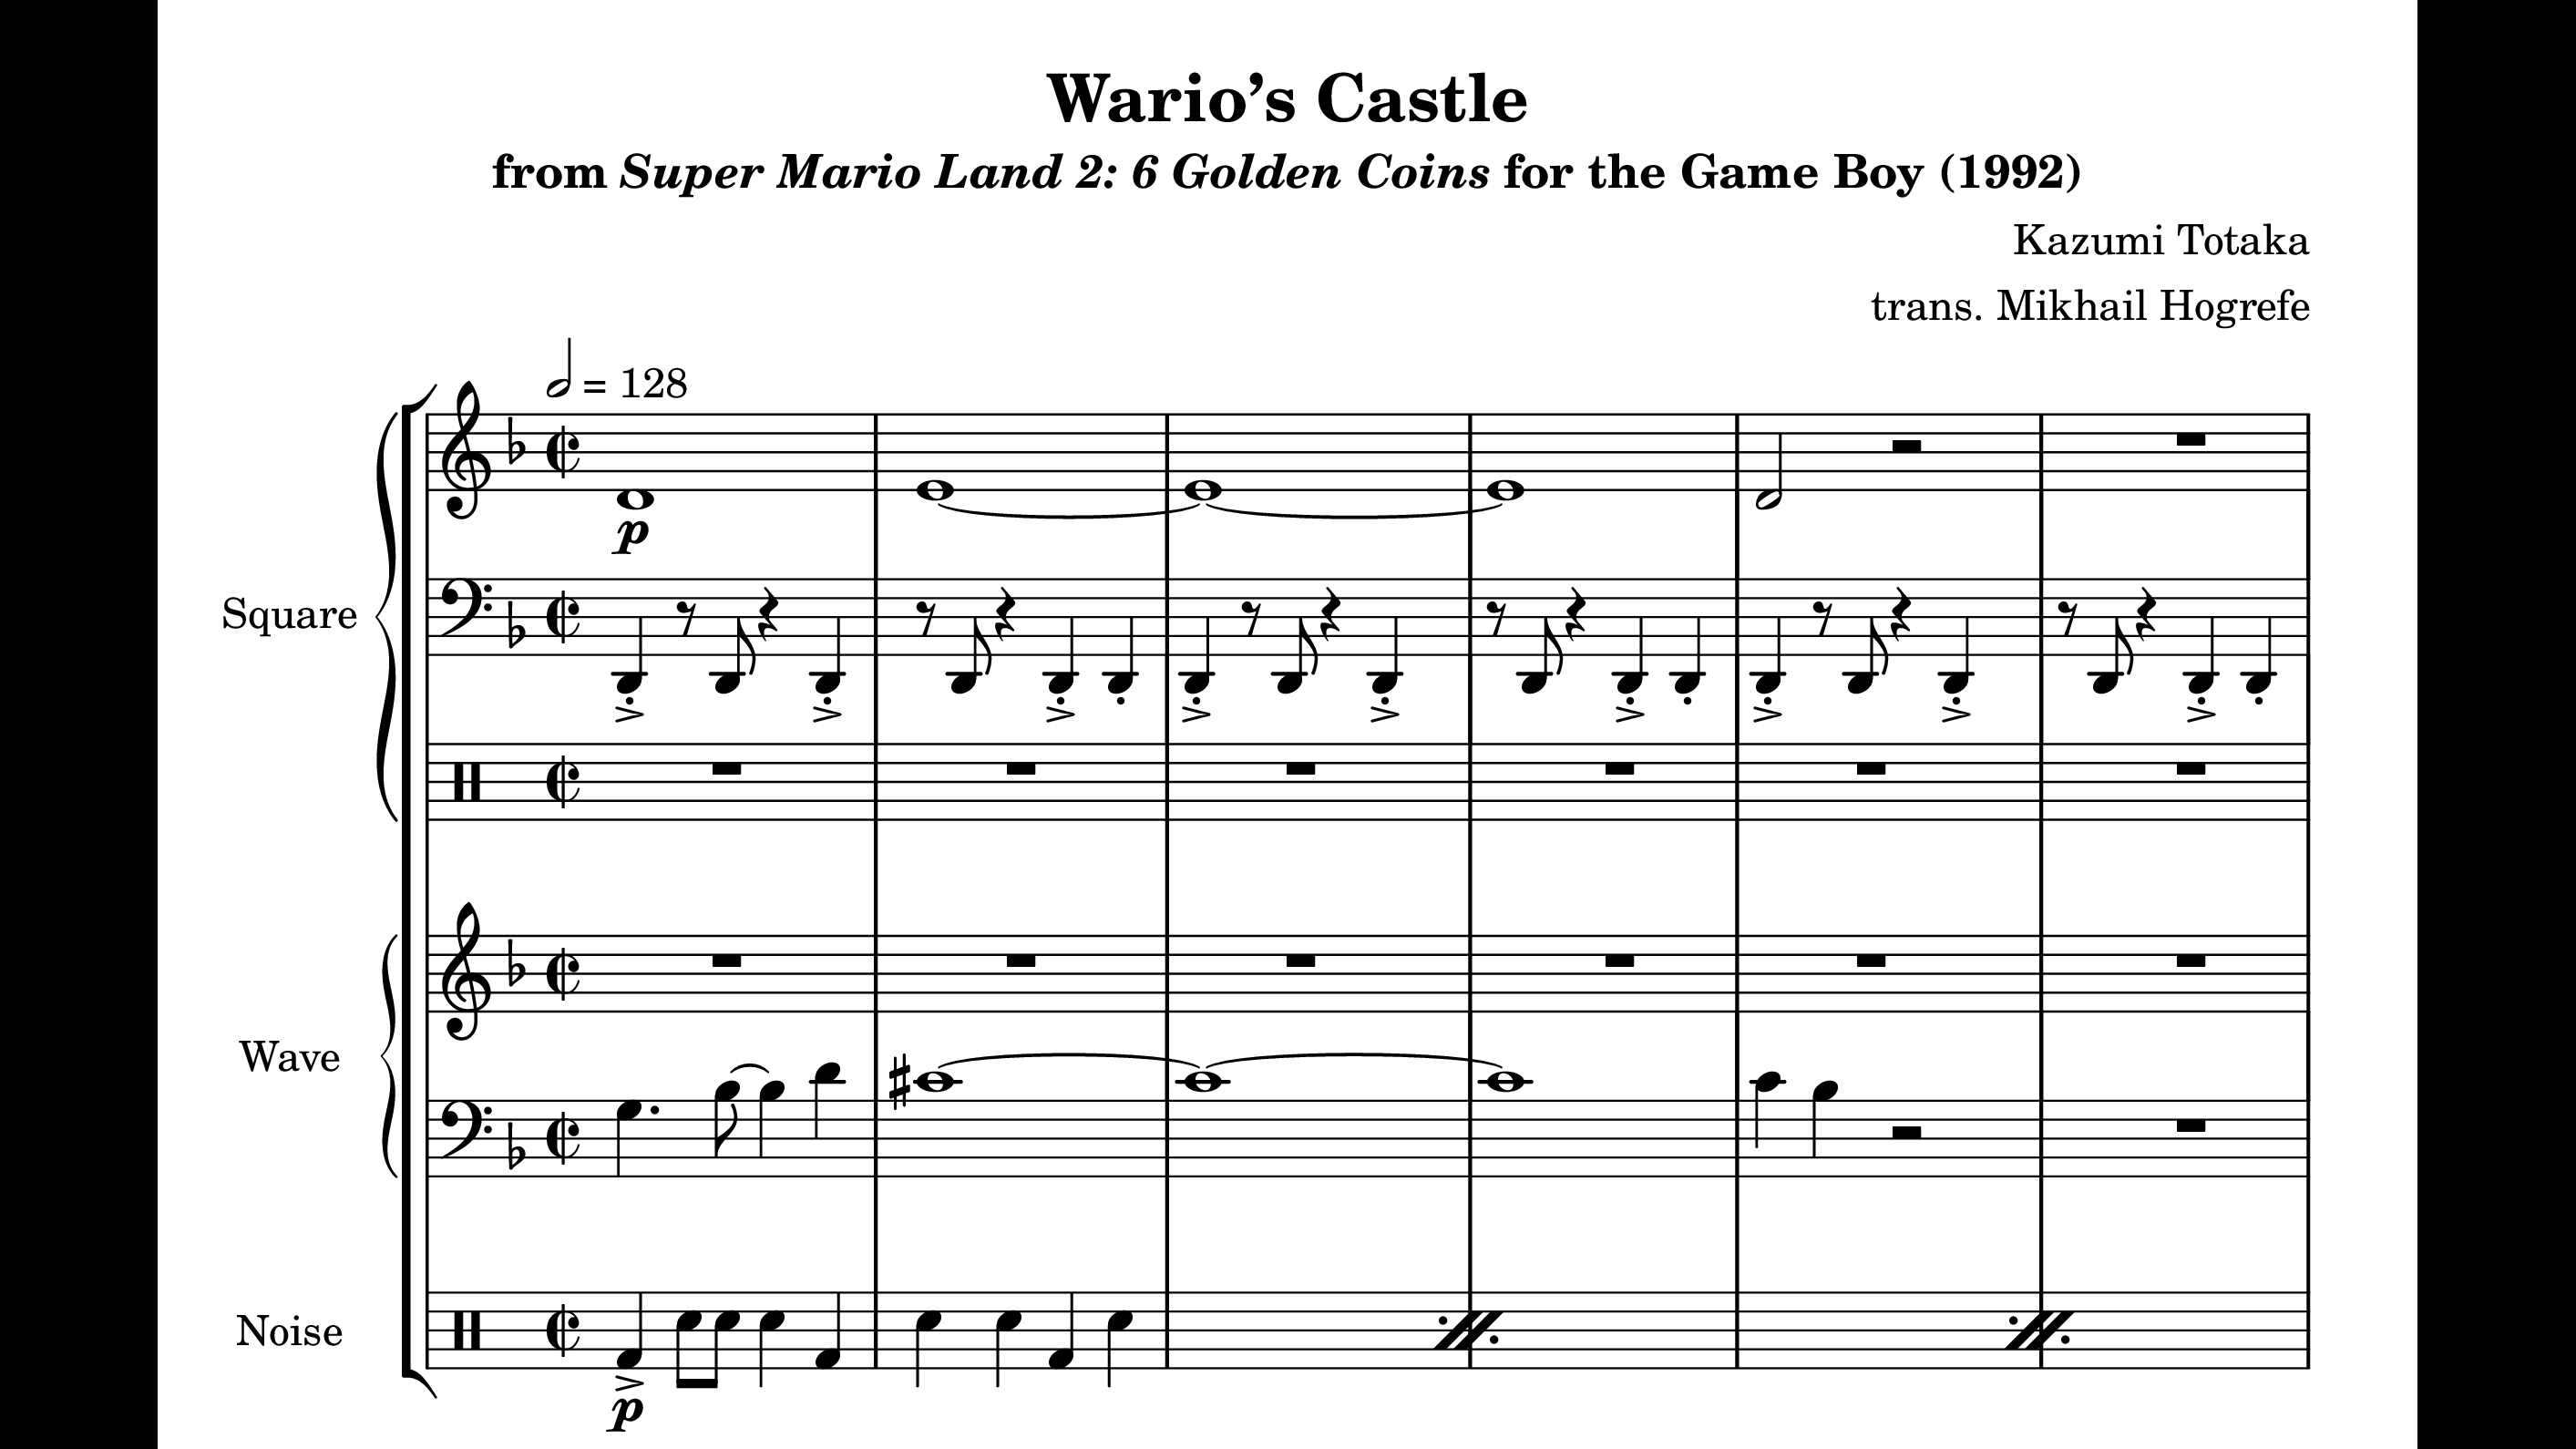 Wario’s Castle
from Super Mario Land 2: 6 Golden Coins for the Game Boy (1992)
Kazumi Totaka
trans. Mikhail Hogrefe
𝅗𝅥 = 128
p
Square
Wave
Noise
p